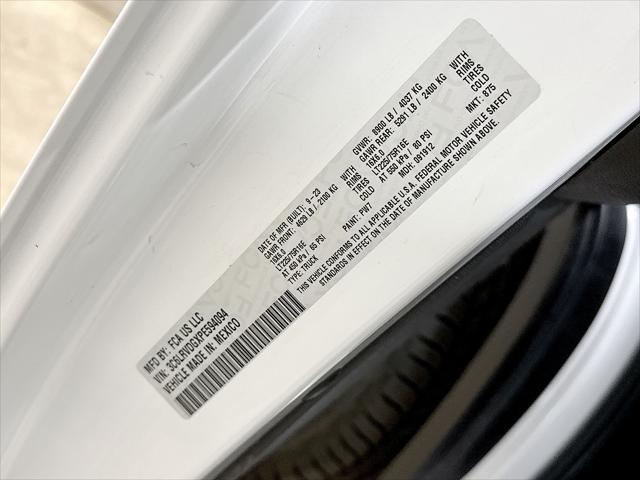 MFD BY: FCA US LLC
VIN: 3C6LRVDGXPE594094
VEHICLE MADE IN: MEXICO
DATE OF MFR (BUILT): 9-23
GAWR FRONT: 4629 LB / 2100 KG
16X6.0
LT225/75R16E
AT 450 kPa / 65 PSI
TYPE: TRUCK
GVWR: 8900 LB / 4037 KG
GAWR REAR: 5291 LB / 2400 KG WITH
16X6.0 RIMS
LT225/75R16E TIRES
AT 550 kPa / 80 PSI COLD
MDH: 091912
WITH
RIMS
TIRES
COLD
PAINT: PW7
MKT: 875
THIS VEHICLE CONFORMS TO ALL APPLICABLE U.S.A. FEDERAL MOTOR VEHICLE SAFETY
STANDARDS IN EFFECT ON THE DATE OF MANUFACTURE SHOWN ABOVE.